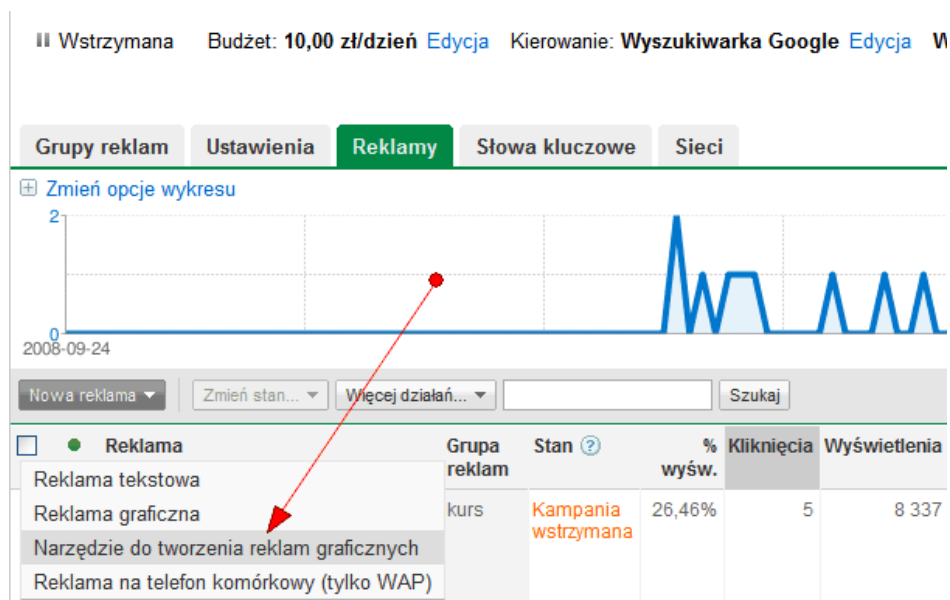 Wstrzymana Budżet: 10,00 zł/dzień Edycja Kierowanie: Wyszukiwarka Google Edycja W
Grupy reklam Ustawienia Reklamy Słowa kluczowe Sieci
Zmień opcje wykresu
2
0
2008-09-24
Nowa reklama Zmień stan... Więcej działań... Szukaj
Reklama Grupa reklam Stan ? % wyśw. Kliknięcia Wyświetlenia
Reklama tekstowa
Reklama graficzna
Narzędzie do tworzenia reklam graficznych
Reklama na telefon komórkowy (tylko WAP)
kurs Kampania wstrzymana 26,46% 5 8 337